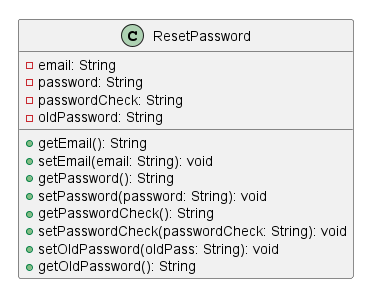 C ResetPassword
email: String
password: String
passwordCheck: String
oldPassword: String
getEmail(): String
setEmail(email: String): void
getPassword(): String
setPassword(password: String): void
getPasswordCheck(): String
setPasswordCheck(passwordCheck: String): void
setOldPassword(oldPass: String): void
getOldPassword(): String